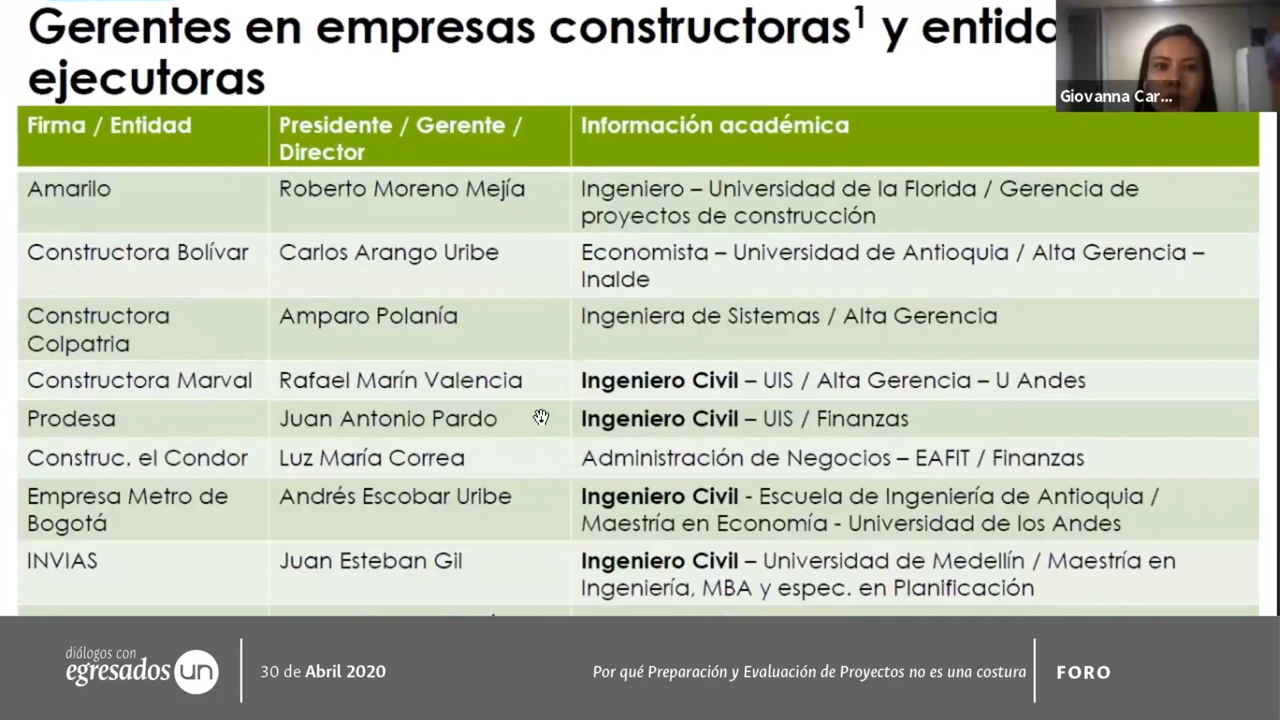 Gerentes en empresas constructoras¹ y entida
ejecutoras
Giovanna Car...
Firma / Entidad
Presidente / Gerente /
Director
Información académica
Amarilo
Roberto Moreno Mejía
Ingeniero – Universidad de la Florida / Gerencia de
proyectos de construcción
Constructora Bolívar
Carlos Arango Uribe
Economista – Universidad de Antioquia / Alta Gerencia –
Inalde
Constructora
Colpatria
Amparo Polanía
Ingeniera de Sistemas / Alta Gerencia
Constructora Marval
Rafael Marín Valencia
Ingeniero Civil – UIS / Alta Gerencia – U Andes
Prodesa
Juan Antonio Pardo
Ingeniero Civil – UIS / Finanzas
Construc. el Condor
Luz María Correa
Administración de Negocios – EAFIT / Finanzas
Empresa Metro de
Bogotá
Andrés Escobar Uribe
Ingeniero Civil - Escuela de Ingeniería de Antioquia /
Maestría en Economía - Universidad de los Andes
INVIAS
Juan Esteban Gil
Ingeniero Civil – Universidad de Medellín / Maestría en
Ingeniería, MBA y espec. en Planificación
diálogos con
egresados un
30 de Abril 2020
Por qué Preparación y Evaluación de Proyectos no es una costura
FORO